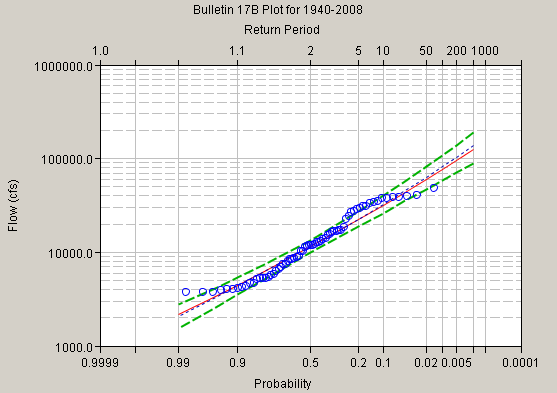 Bulletin 17B Plot for 1940-2008
Return Period
1.0 1.1 2 5 10 50 200 1000
1000000.0
100000.0
10000.0
1000.0
Flow (cfs)
0.9999 0.99 0.9 0.5 0.2 0.1 0.02 0.005 0.0001
Probability